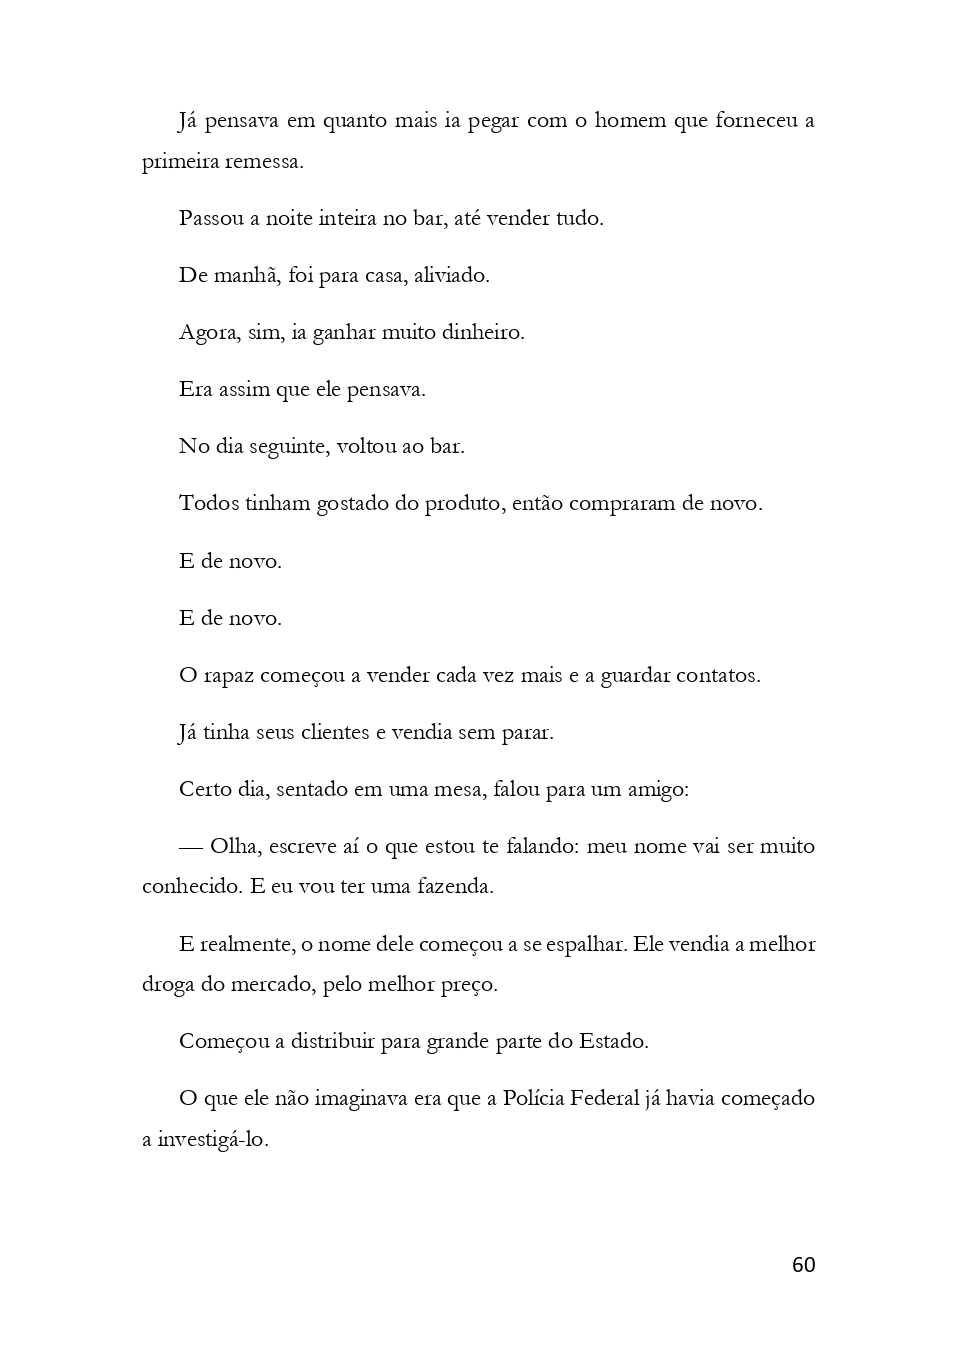 Já pensava em quanto mais ia pegar com o homem que forneceu a
primeira remessa.
Passou a noite inteira no bar, até vender tudo.
De manhã, foi para casa, aliviado.
Agora, sim, ia ganhar muito dinheiro.
Era assim que ele pensava.
No dia seguinte, voltou ao bar.
Todos tinham gostado do produto, então compraram de novo.
E de novo.
E de novo.
O rapaz começou a vender cada vez mais e a guardar contatos.
Já tinha seus clientes e vendia sem parar.
Certo dia, sentado em uma mesa, falou para um amigo:
— Olha, escreve aí o que estou te falando: meu nome vai ser muito
conhecido. E eu vou ter uma fazenda.
E realmente, o nome dele começou a se espalhar. Ele vendia a melhor
droga do mercado, pelo melhor preço.
Começou a distribuir para grande parte do Estado.
O que ele não imaginava era que a Polícia Federal já havia começado
a investigá-lo.
60